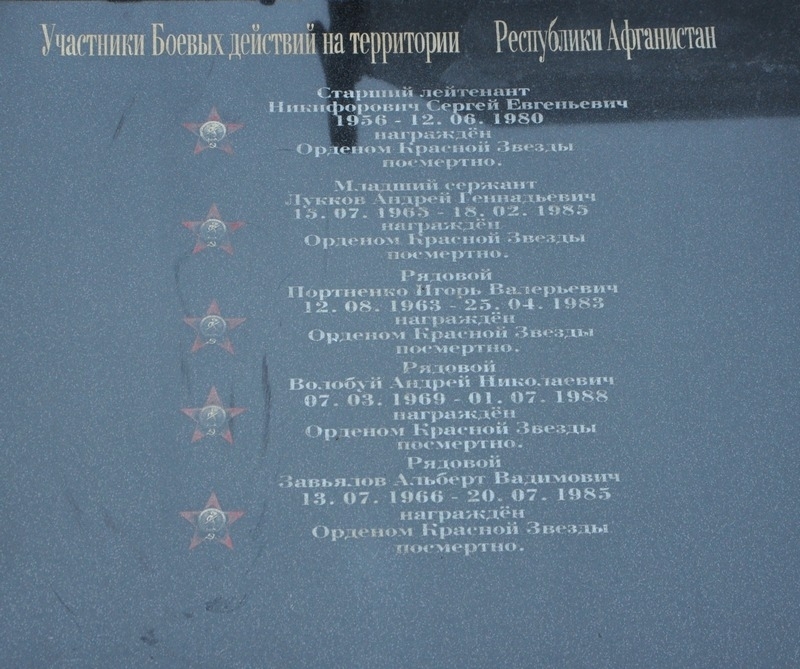 Участники Боевых действий на территории Республики Афганистан
Старший лейтенант
Никифорович Сергей Евгеньевич
1956 - 12. 06. 1980
награждён
Орденом Красной Звезды
посмертно.
Младший сержант
Лукков Андрей Геннадьевич
15. 07. 1965 - 18. 02. 1985
награждён
Орденом Красной Звезды
посмертно.
Рядовой
Портненко Игорь Валерьевич
12. 08. 1963 - 25. 04. 1983
награждён
Орденом Красной Звезды
посмертно.
Рядовой
Волобуй Андрей Николаевич
07. 03. 1969 - 01. 07. 1988
награждён
Орденом Красной Звезды
посмертно.
Рядовой
Завьялов Альберт Вадимович
13. 07. 1966 - 20. 07. 1985
награждён
Орденом Красной Звезды
посмертно.